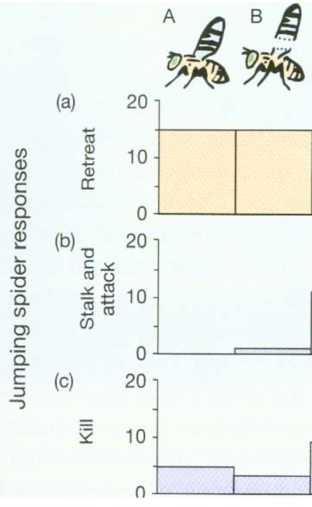 A B
Jumping spider responses
(a)
Retreat
20
10
0
(b)
Stalk and
attack
20
10
0
(c)
Kill
20
10
0